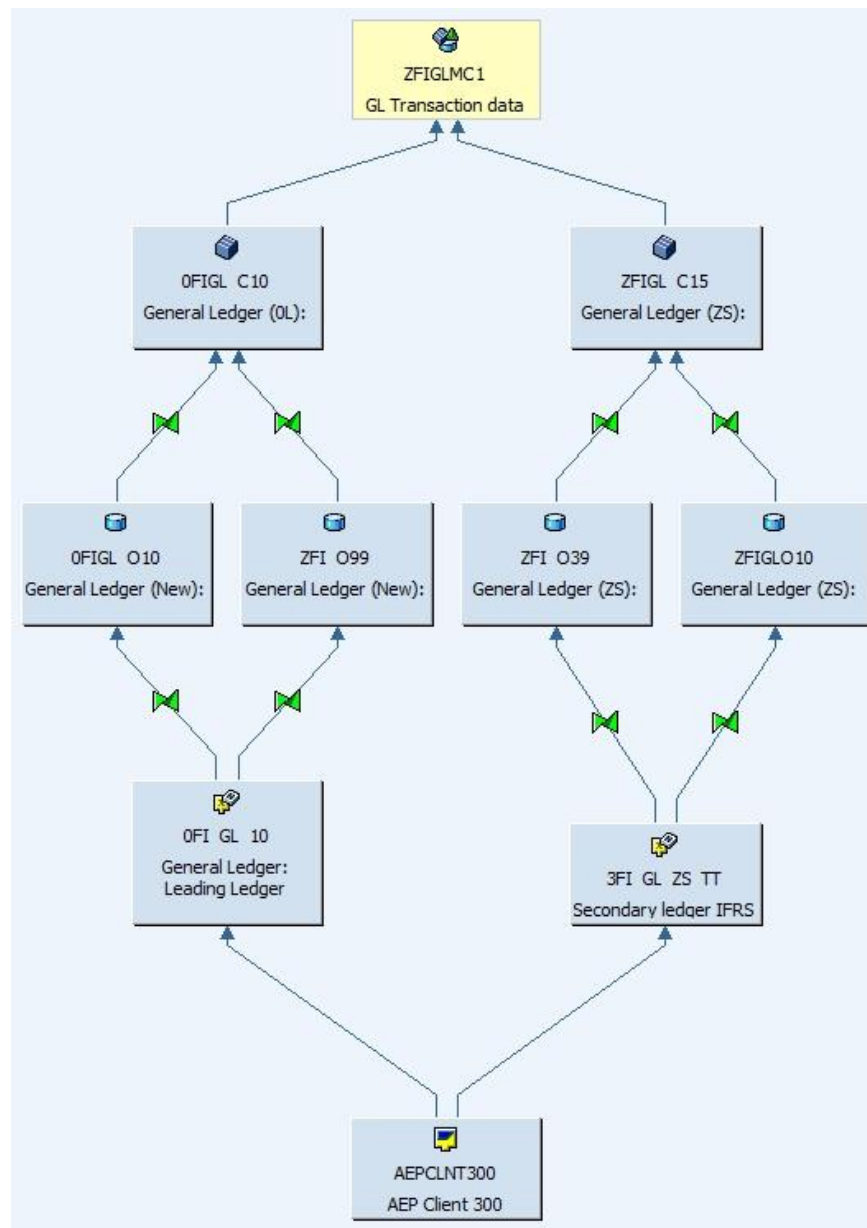 ZFIGLMC1
GL Transaction data
0FIGL C10
General Ledger (0L):
ZFIGL C15
General Ledger (ZS):
0FIGL O10
General Ledger (New):
ZFI O99
General Ledger (New):
ZFI O39
General Ledger (ZS):
ZFIGLO10
General Ledger (ZS):
0FI GL 10
General Ledger:
Leading Ledger
3FI GL ZS TT
Secondary ledger IFRS
AEPCLNT300
AEP Client 300